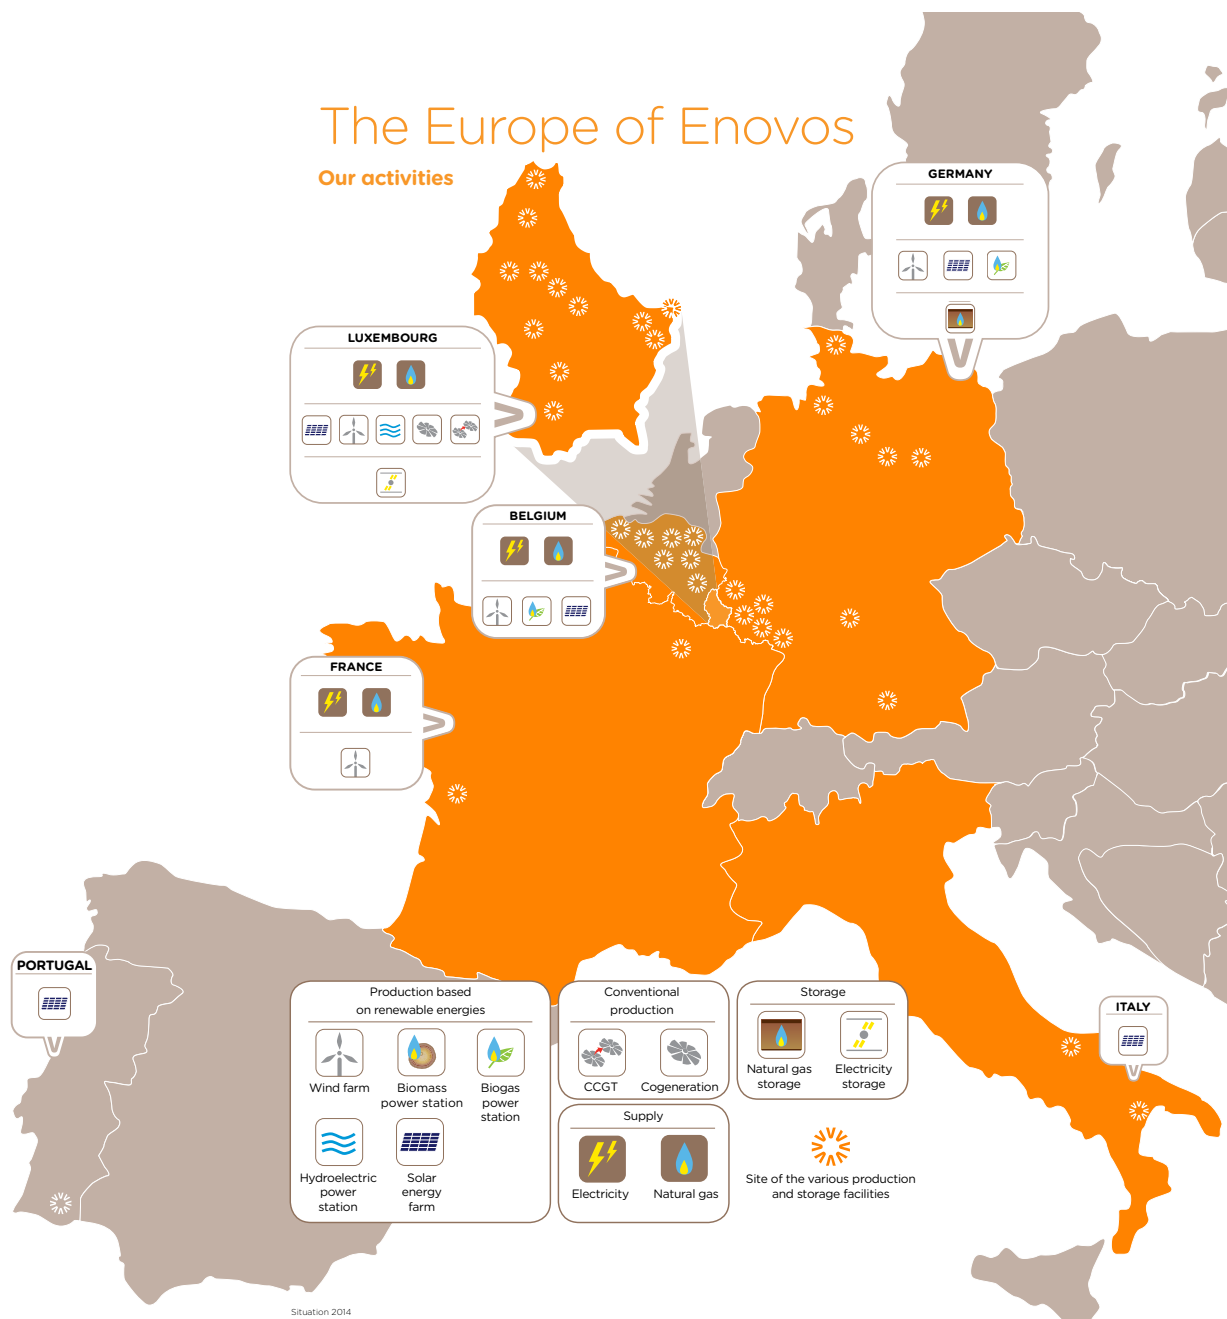 The Europe of Enovos
Our activities
GERMANY
LUXEMBOURG
BELGIUM
FRANCE
PORTUGAL
ITALY
Production based
on renewable energies
Wind farm
Biomass
power station
Biogas
power
station
Hydroelectric
power
station
Solar
energy
farm
Conventional
production
CCGT
Cogeneration
Supply
Electricity
Natural gas
Storage
Natural gas
storage
Electricity
storage
Site of the various production
and storage facilities
Situation 2014